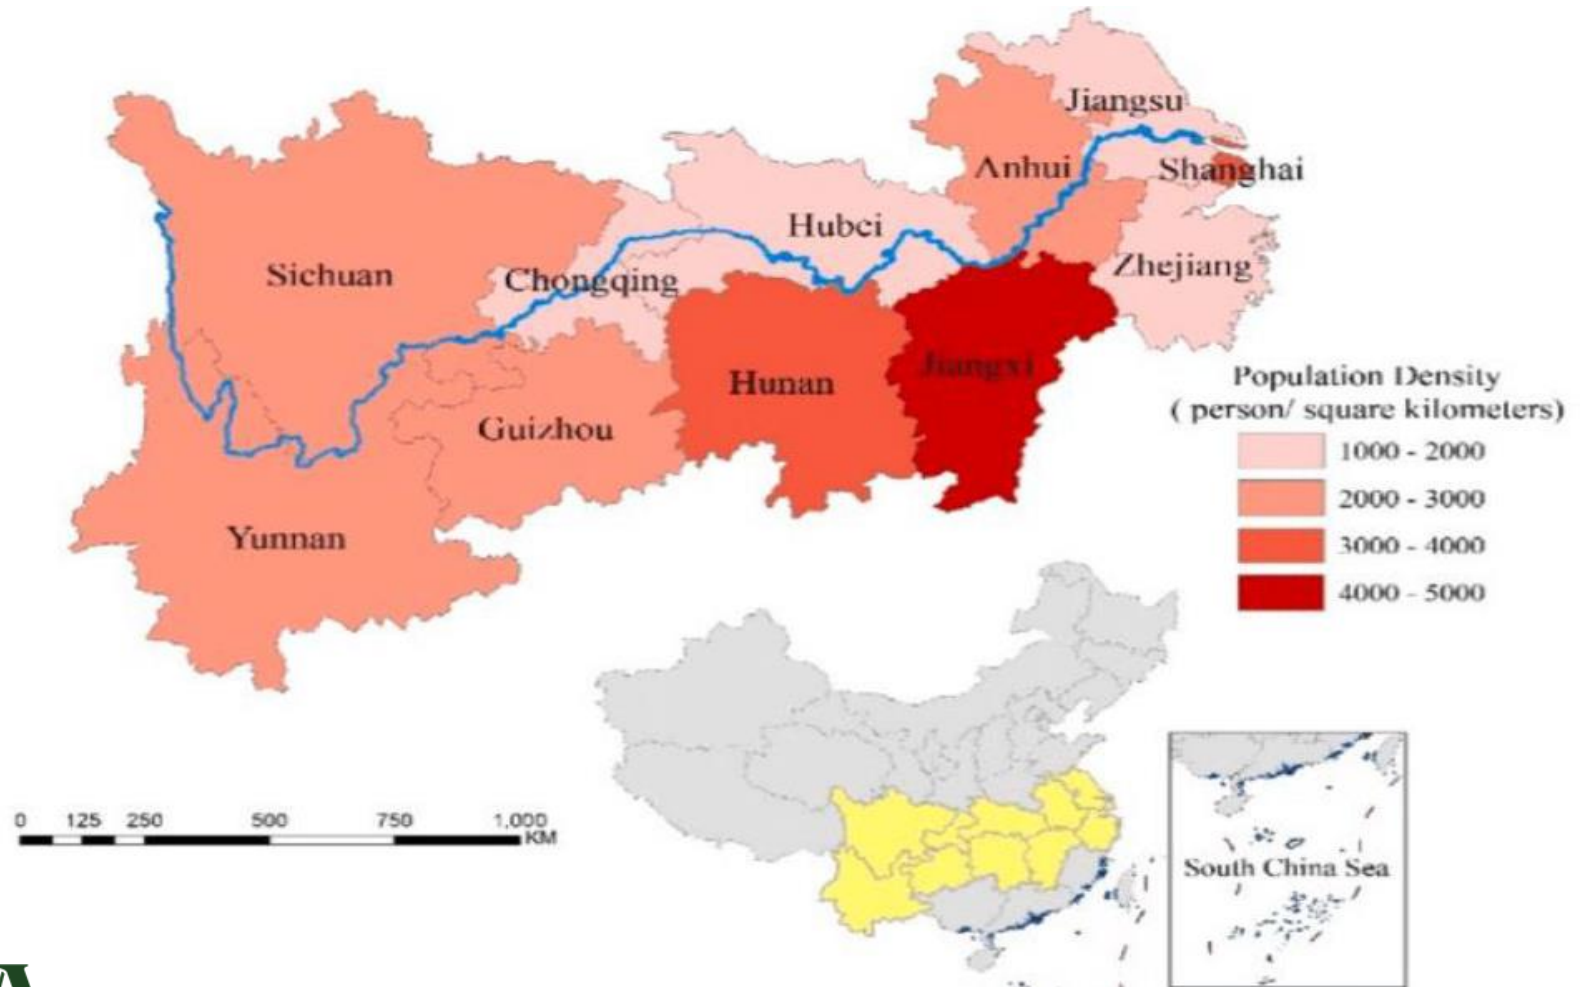 Jiangsu
Anhui
Shanghai
Hubci
Sichuan
Chongqing
Zhejiang
Jiangxi
Hunan
Guizhou
Yunnan
Population Density
( person/ square kilometers)
1000 - 2000
2000 - 3000
3000 - 4000
4000 - 5000
0 125 250 500 750 1,000
KM
South China Sea